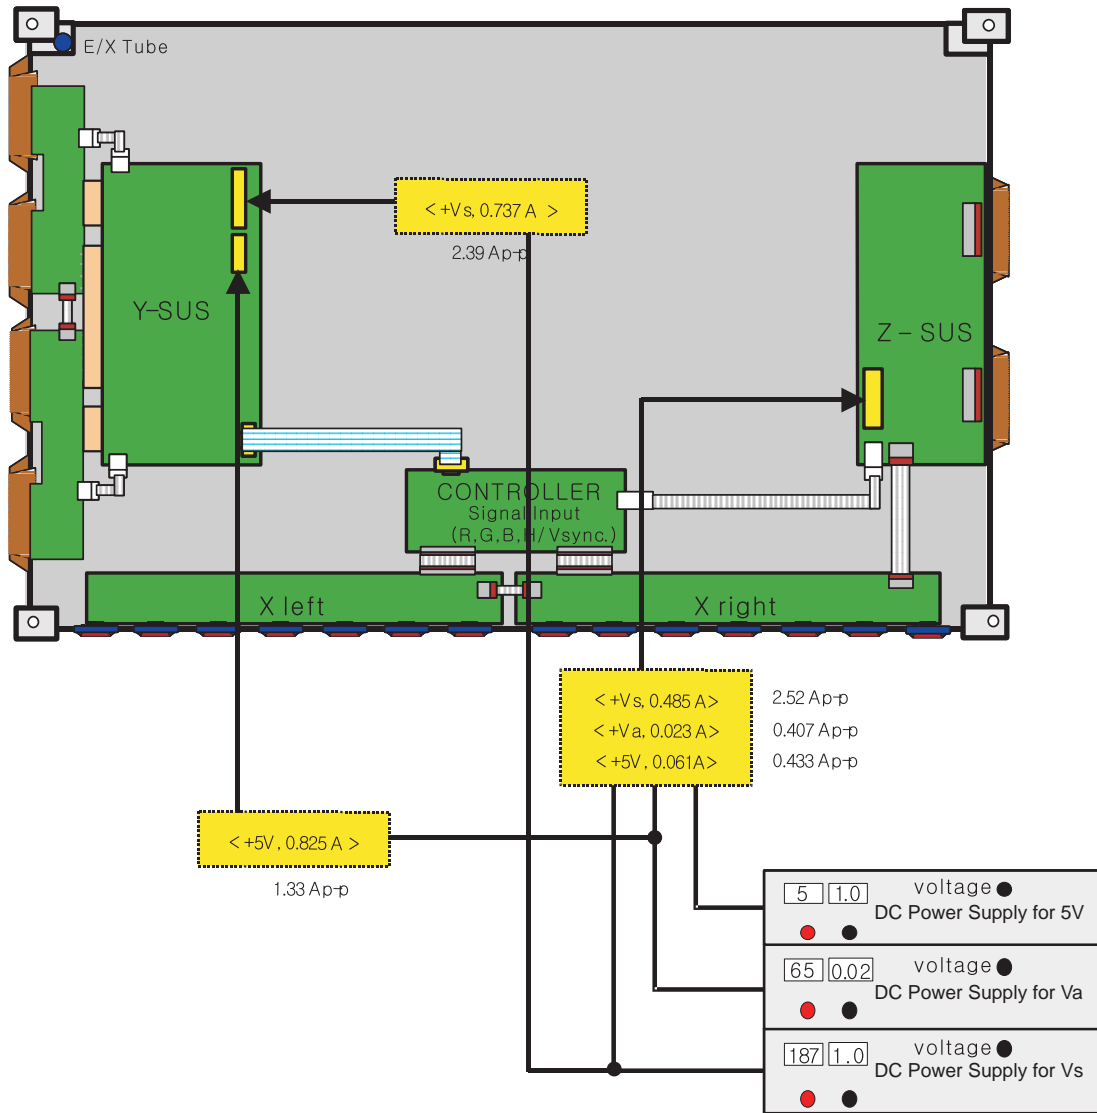 E/X Tube
< +Vs, 0.737 A >
2.39 Ap-p
Y-SUS
Z - SUS
CONTROLLER
Signal Input
(R,G,B,H/Vsync.)
X left
X right
< +Vs, 0.485 A>
2.52 Ap-p
< +Va, 0.023 A>
0.407 Ap-p
< +5V, 0.061A>
0.433 Ap-p
< +5V, 0.825 A >
1.33 Ap-p
5 1.0 voltage
DC Power Supply for 5V
65 0.02 voltage
DC Power Supply for Va
187 1.0 voltage
DC Power Supply for Vs